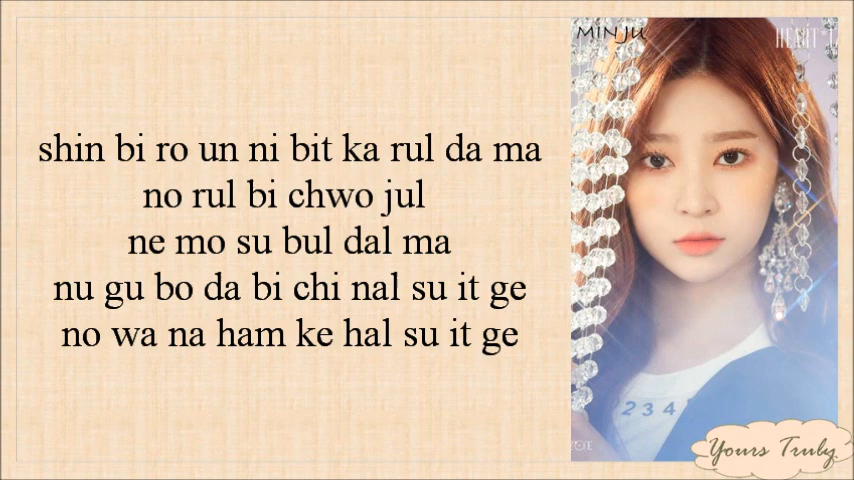 MINJU
HEART
shin bi ro un ni bit ka rul da ma
no rul bi chwo jul
ne mo su bul dal ma
nu gu bo da bi chi nal su it ge
no wa na ham ke hal su it ge
234
Yours Truly